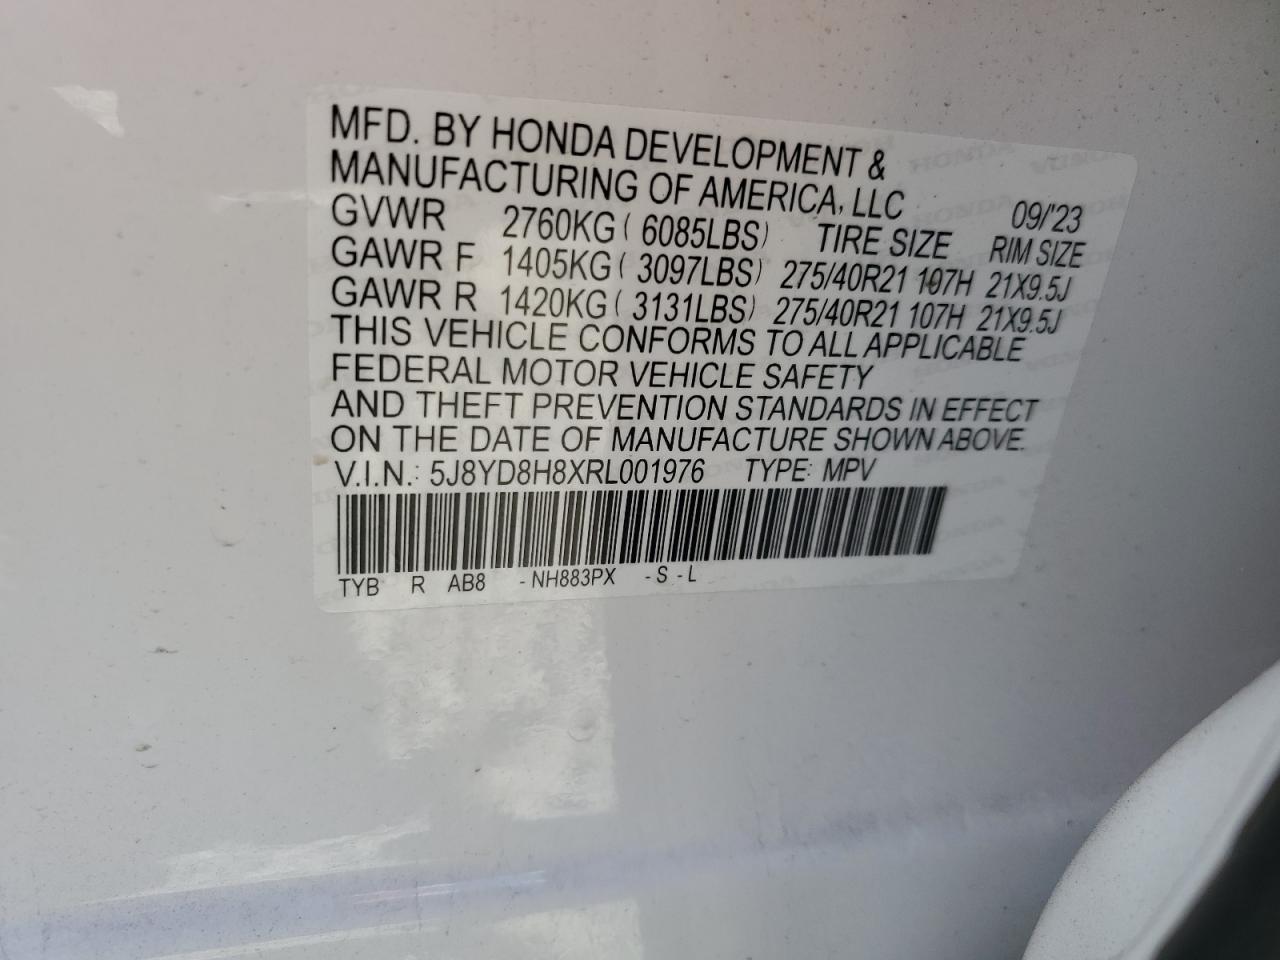 MFD. BY HONDA DEVELOPMENT &
MANUFACTURING OF AMERICA, LLC 09/'23
GVWR 2760KG ( 6085LBS) TIRE SIZE RIM SIZE
GAWR F 1405KG ( 3097LBS) 275/40R21 107H 21X9.5J
GAWR R 1420KG ( 3131LBS) 275/40R21 107H 21X9.5J
THIS VEHICLE CONFORMS TO ALL APPLICABLE
FEDERAL MOTOR VEHICLE SAFETY
AND THEFT PREVENTION STANDARDS IN EFFECT
ON THE DATE OF MANUFACTURE SHOWN ABOVE.
V.I.N.: 5J8YD8H8XRL001976 TYPE: MPV
TYB R AB8 -NH883PX -S -L